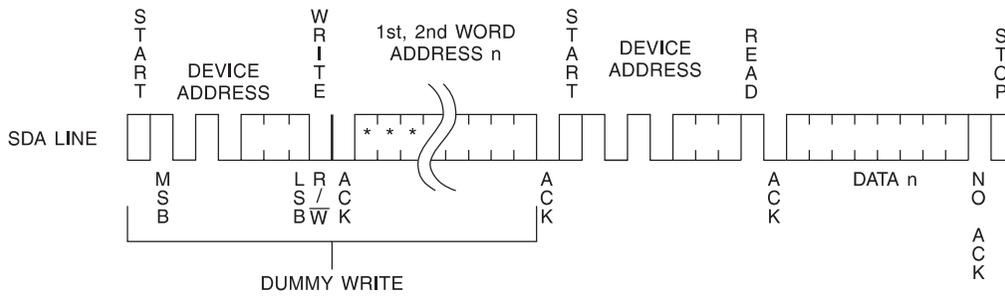 START
WRITE
1st, 2nd WORD
ADDRESS n
START
DEVICE
ADDRESS
READ
STOP
DEVICE
ADDRESS
SDA LINE
* * *
MSB
LSB
R/W
ACK
ACK
ACK
DATA n
NO ACK
DUMMY WRITE